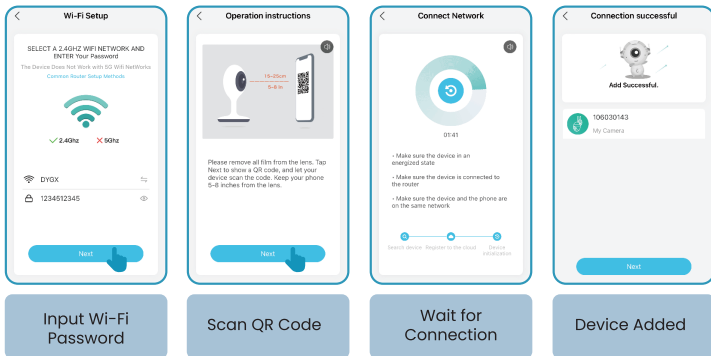 Wi-Fi Setup
SELECT A 2.4GHZ WIFI NETWORK AND
ENTER Your Password
The Device Does Not Work with 5G Wifi NetWorks
Common Router Setup Methods
2.4Ghz
5Ghz
DYGX
1234512345
Next
Input Wi-Fi
Password
Operation instructions
15-25cm
5-8 in
Please remove all film from the lens. Tap
Next to show a QR code, and let your
device scan the code. Keep your phone
5-8 inches from the lens.
Next
Scan QR Code
Connect Network
01:41
• Make sure the device in an
energized state
• Make sure the device is connected to
the router
• Make sure the device and the phone are
on the same network
Search device
Register to the cloud
Device
Initialization
Wait for
Connection
Connection successful
Add Successful.
106030143
My Camera
Next
Device Added